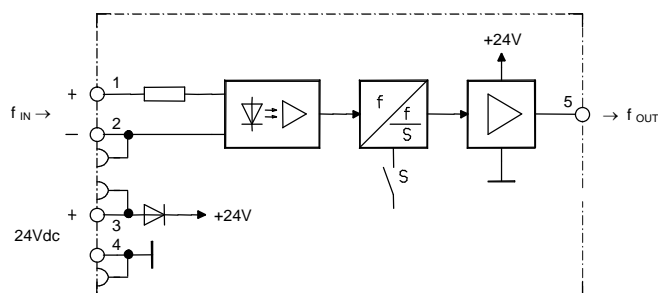 +24V
+ 1
f IN →
− 2
f
f
S
5
→ f OUT
S
+ 3
+24V
24Vdc
4